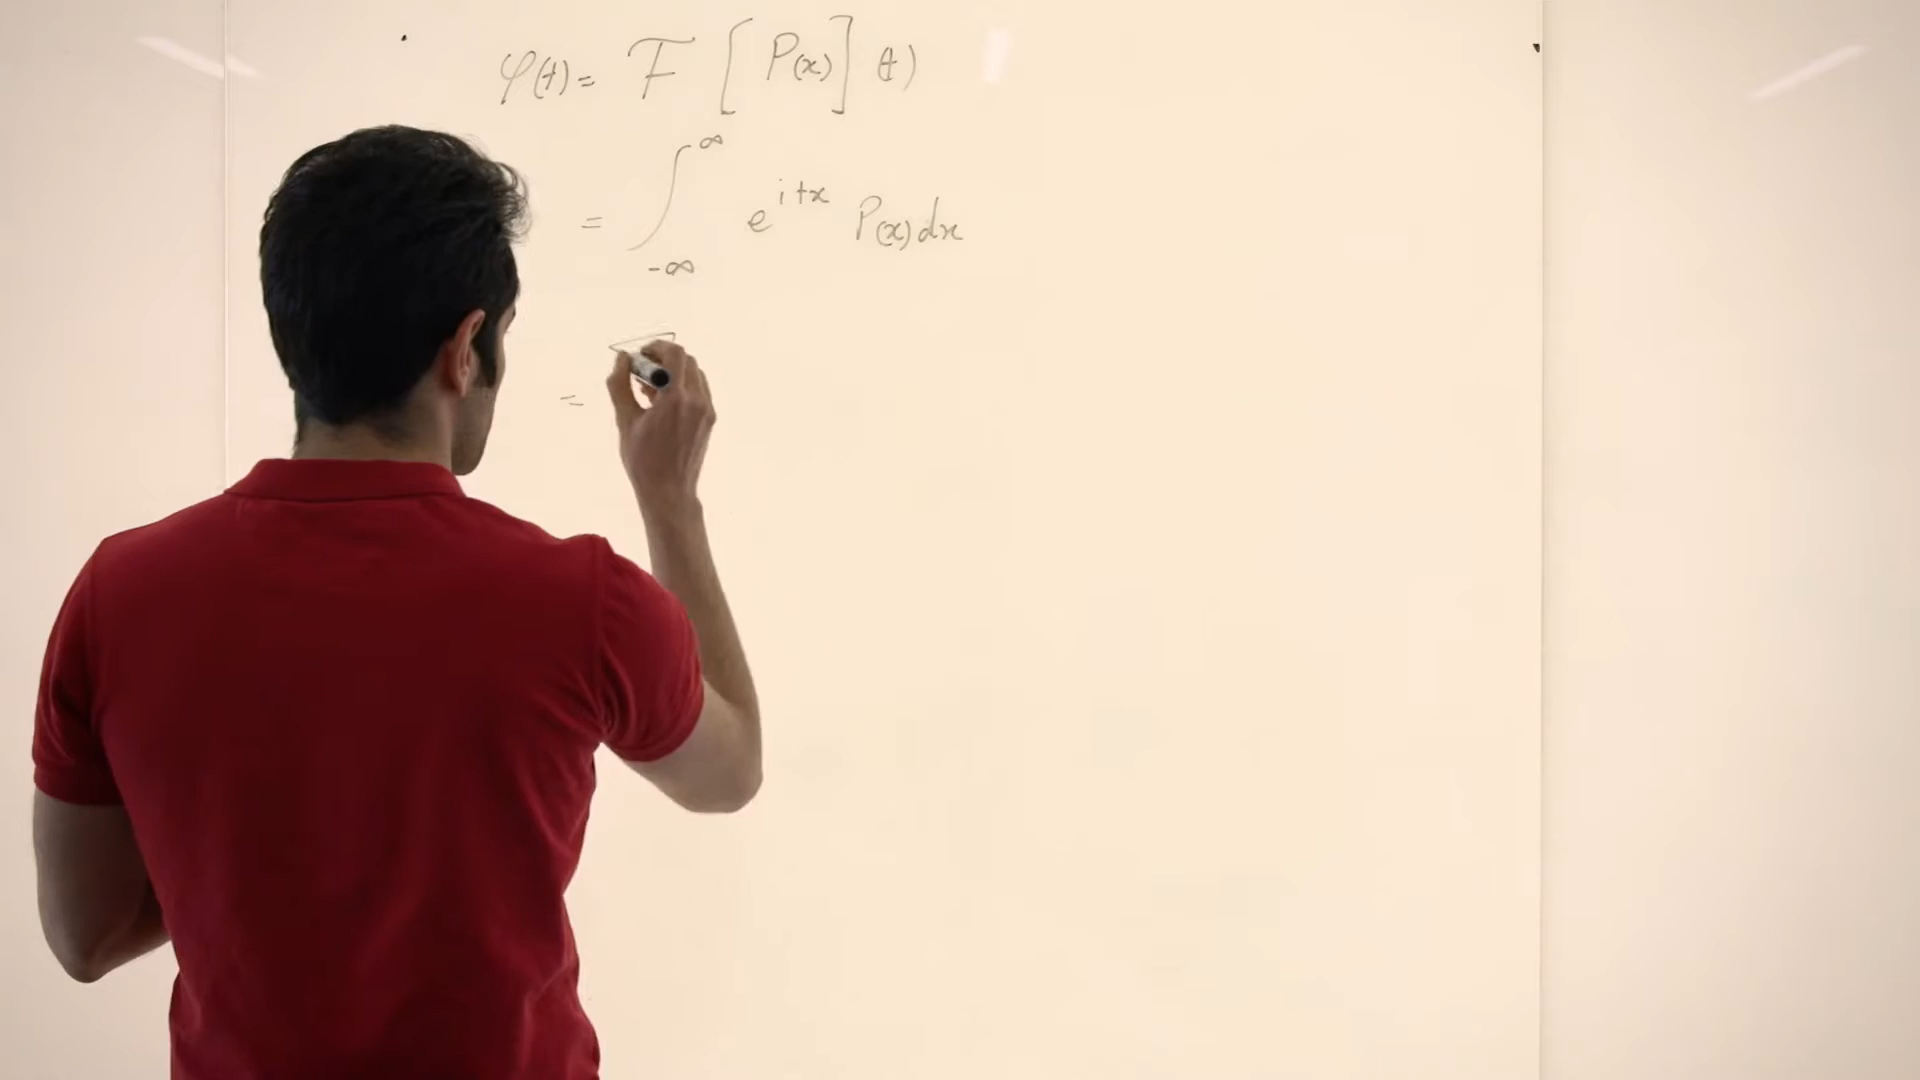 φ(t) = F [ P(x) ] (t)
= ∫_{-∞}^{∞} e^{itx} P(x) dx
=